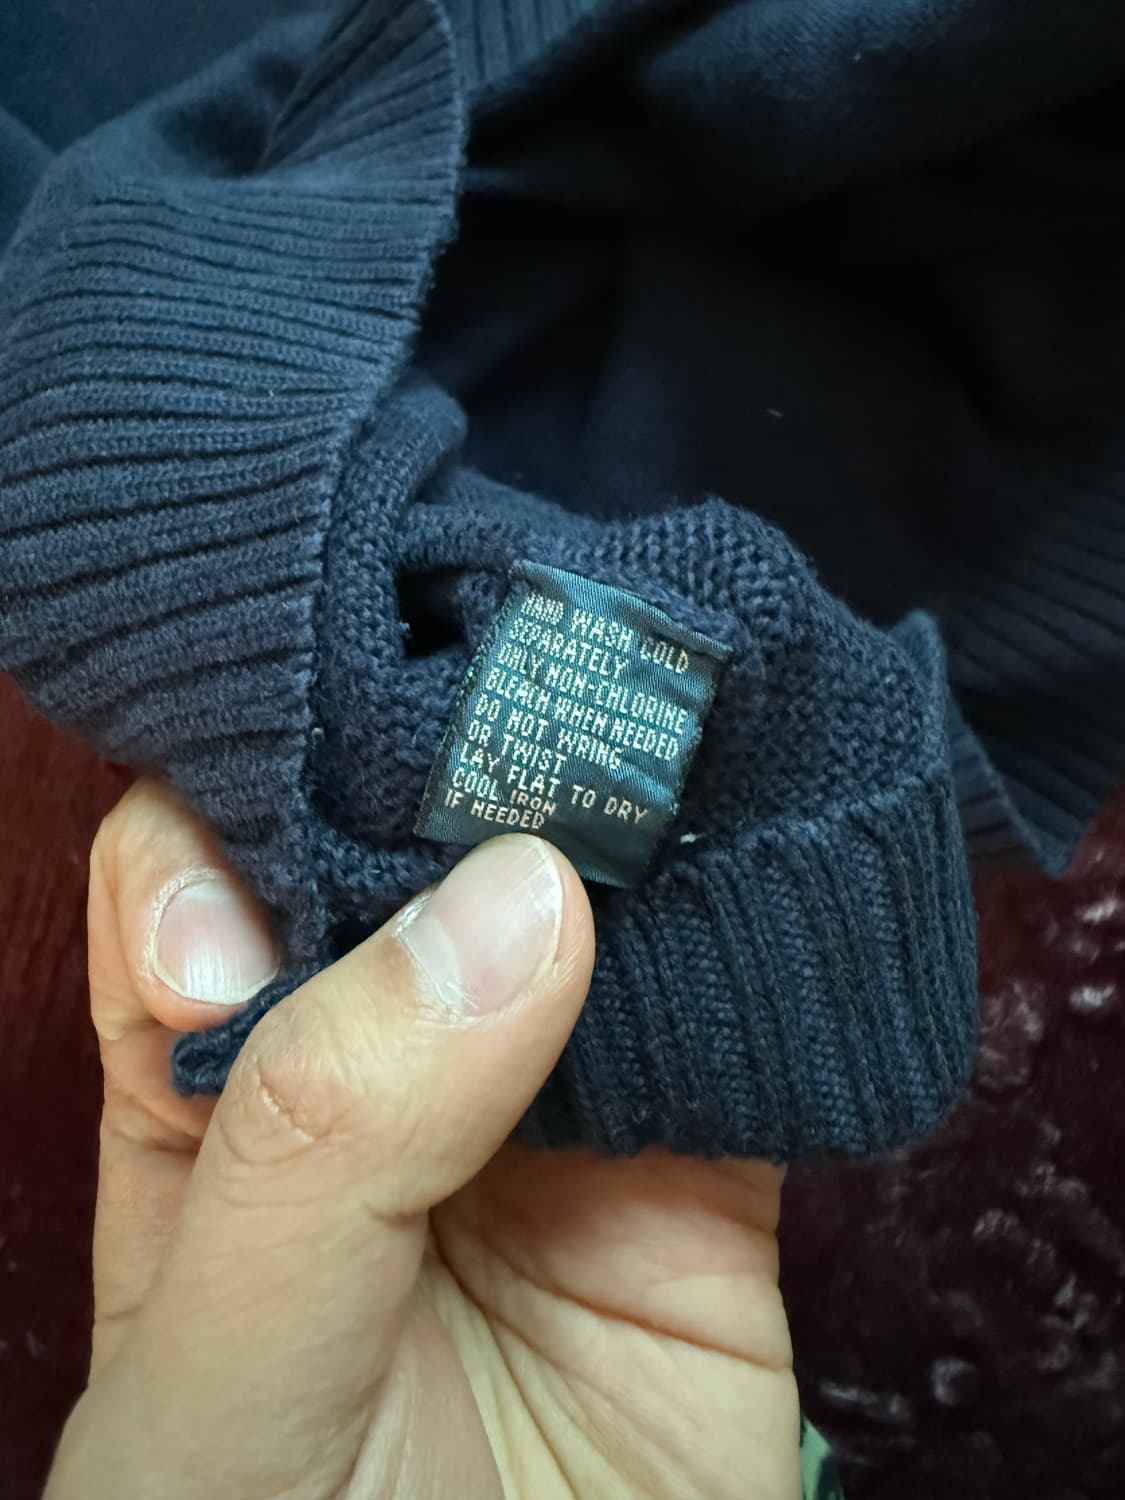 HAND WASH COLD
SEPARATELY
ONLY NON-CHLORINE
BLEACH WHEN NEEDED
DO NOT WRING
OR TWIST
LAY FLAT TO DRY
COOL IRON
IF NEEDED